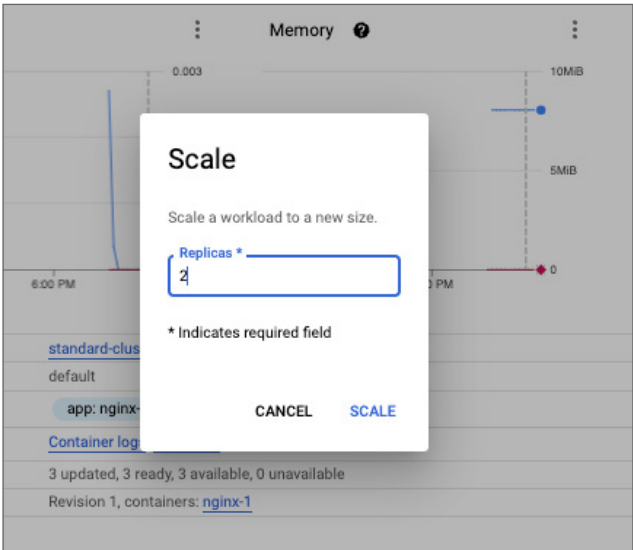 Memory
0.003
10MiB
5MiB
0
6:00 PM
PM
Scale
Scale a workload to a new size.
Replicas *
2
* Indicates required field
CANCEL
SCALE
standard-clus
default
app: nginx-
Container log
3 updated, 3 ready, 3 available, 0 unavailable
Revision 1, containers: nginx-1